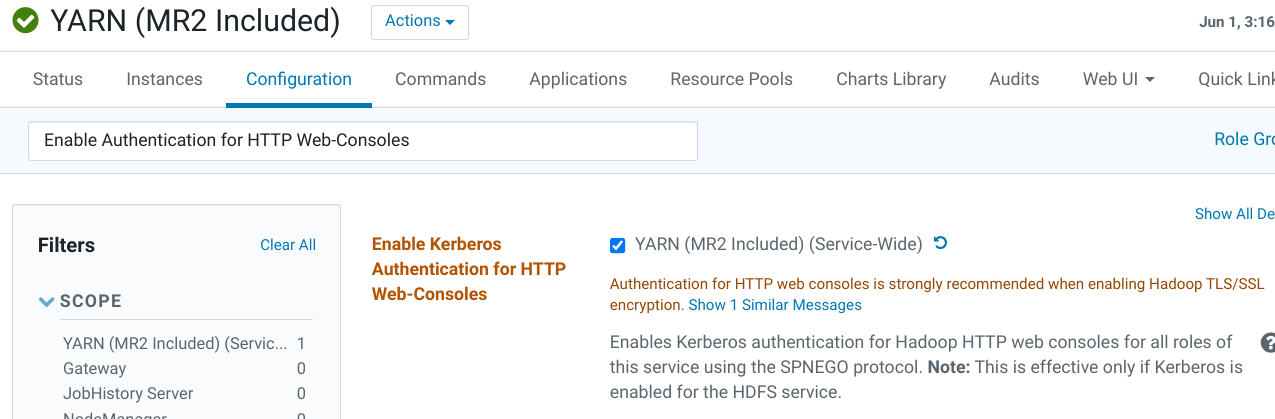 YARN (MR2 Included)
Actions
Jun 1, 3:16
Status Instances Configuration Commands Applications Resource Pools Charts Library Audits Web UI Quick Link
Enable Authentication for HTTP Web-Consoles
Role Gro
Show All De
Filters
Clear All
SCOPE
YARN (MR2 Included) (Servic... 1
Gateway 0
JobHistory Server 0
NodeManager 0
Enable Kerberos
Authentication for HTTP
Web-Consoles
YARN (MR2 Included) (Service-Wide)
Authentication for HTTP web consoles is strongly recommended when enabling Hadoop TLS/SSL
encryption. Show 1 Similar Messages
Enables Kerberos authentication for Hadoop HTTP web consoles for all roles of
this service using the SPNEGO protocol. Note: This is effective only if Kerberos is
enabled for the HDFS service.
?